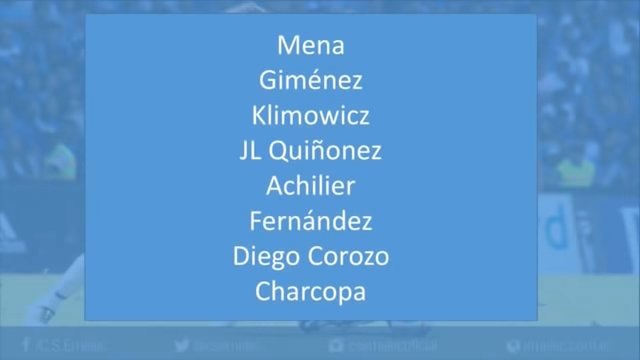 Mena
Giménez
Klimowicz
JL Quiñonez
Achilier
Fernández
Diego Corozo
Charcopa